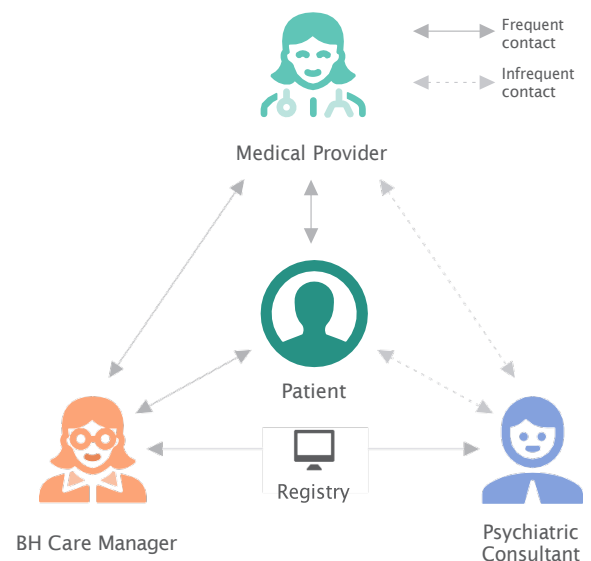 Frequent
contact
Infrequent
contact
Medical Provider
Patient
Registry
BH Care Manager
Psychiatric
Consultant